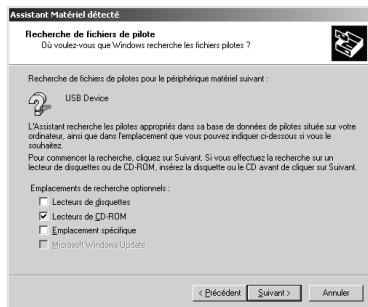 Assistant Matériel détecté
Recherche de fichiers de pilote
Où voulez-vous que Windows recherche les fichiers pilotes ?
Recherche de fichiers de pilotes pour le périphérique matériel suivant :
USB Device
L'Assistant recherche les pilotes appropriés dans sa base de données de pilotes située sur votre
ordinateur, ainsi que dans l'emplacement que vous pouvez indiquer ci-dessous si vous le
souhaitez.
Pour commencer la recherche, cliquez sur Suivant. Si vous effectuez la recherche sur un
lecteur de disquettes ou de CD-ROM, insérez la disquette ou le CD avant de cliquer sur Suivant.
Emplacements de recherche optionnels :
Lecteurs de disquettes
Lecteurs de CD-ROM
Emplacement spécifique
Microsoft Windows Update
< Précédent Suivant > Annuler